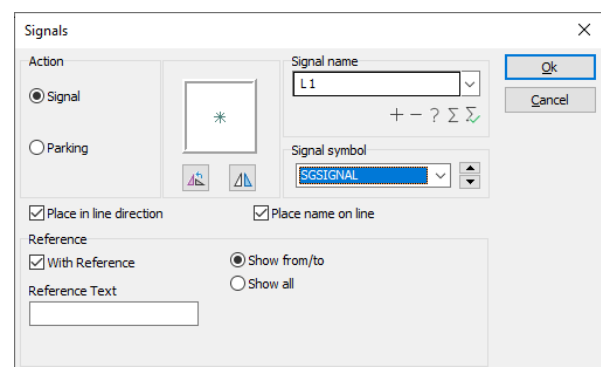 Signals
Action
Signal
Parking
Signal name
L1
+ − ? Σ Σ
Signal symbol
SGSIGNAL
Ok
Cancel
Place in line direction
Place name on line
Reference
With Reference
Show from/to
Show all
Reference Text